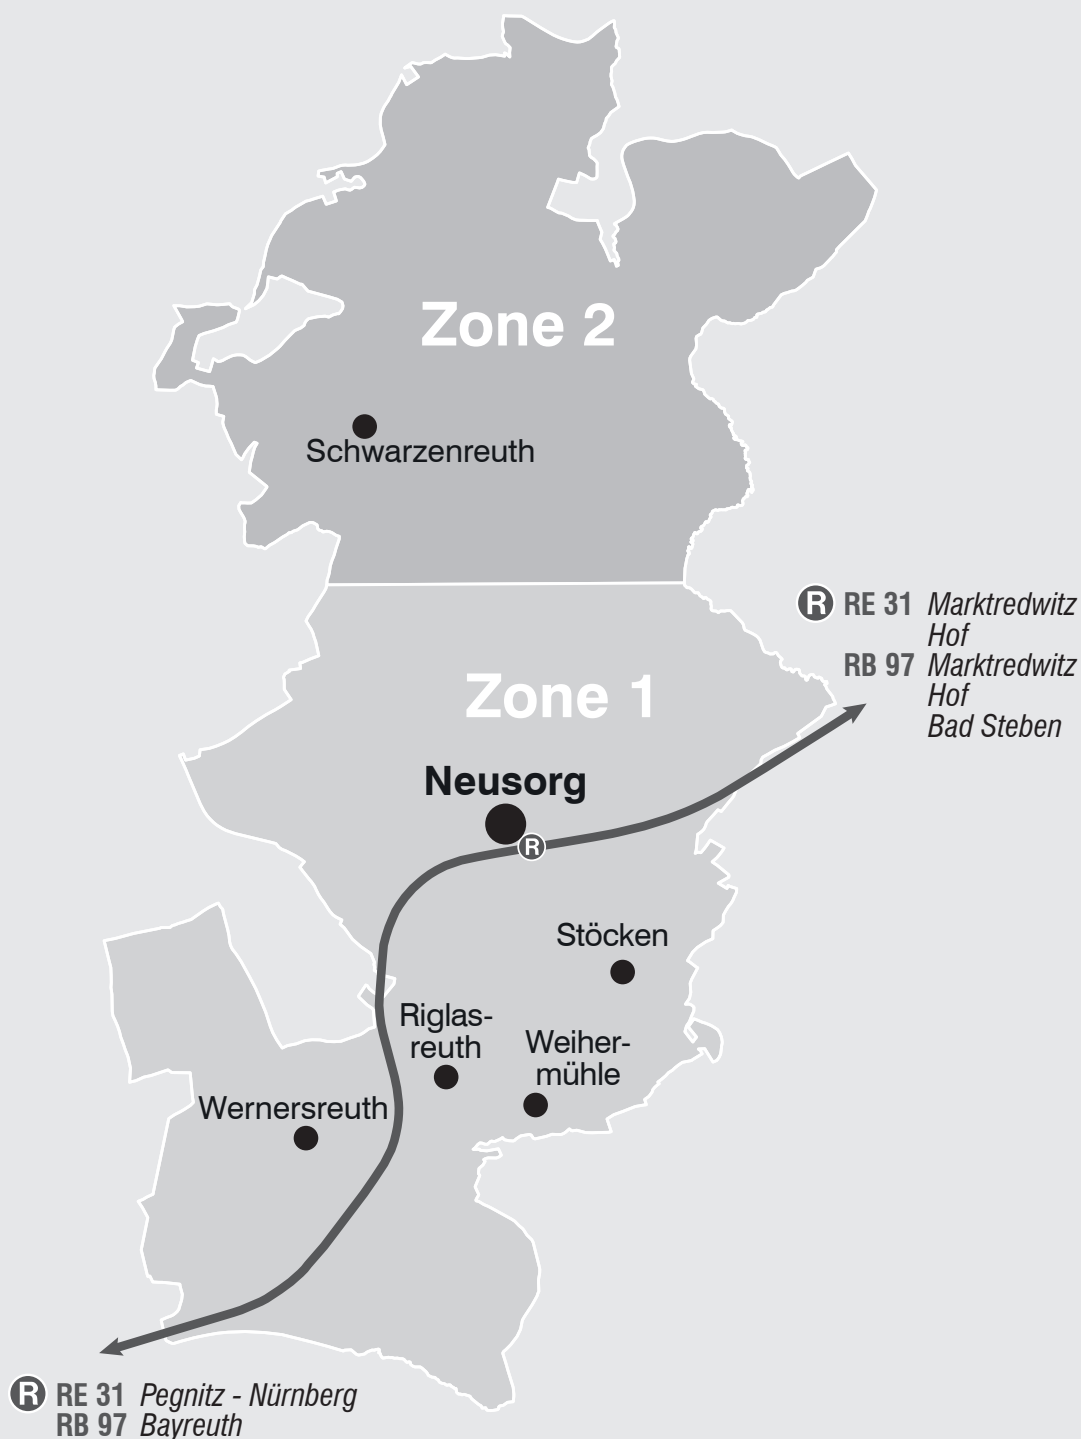 Zone 2
Schwarzenreuth
R RE 31 Marktredwitz
Hof
RB 97 Marktredwitz
Hof
Bad Steben
Zone 1
Neusorg
R
Stöcken
Riglas-
reuth
Weiher-
mühle
Wernersreuth
R RE 31 Pegnitz - Nürnberg
RB 97 Bayreuth